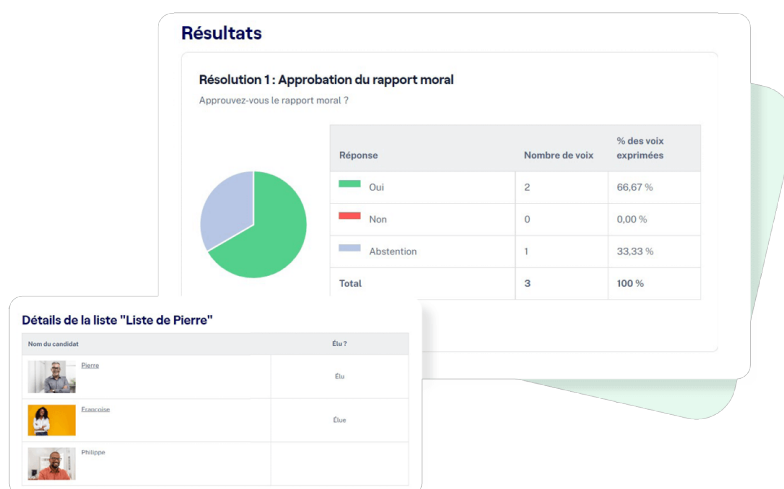 Résultats
Résolution 1 : Approbation du rapport moral
Approuvez-vous le rapport moral ?
Réponse Nombre de voix % des voix exprimées
Oui 2 66,67 %
Non 0 0,00 %
Abstention 1 33,33 %
Total 3 100 %
Détails de la liste "Liste de Pierre"
Nom du candidat Élu ?
Pierre Élu
Françoise Élue
Philippe